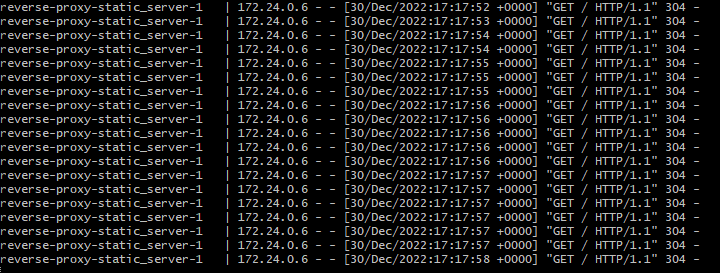 reverse-proxy-static_server-1   | 172.24.0.6 - - [30/Dec/2022:17:17:52 +0000] "GET / HTTP/1.1" 304 -
reverse-proxy-static_server-1   | 172.24.0.6 - - [30/Dec/2022:17:17:53 +0000] "GET / HTTP/1.1" 304 -
reverse-proxy-static_server-1   | 172.24.0.6 - - [30/Dec/2022:17:17:54 +0000] "GET / HTTP/1.1" 304 -
reverse-proxy-static_server-1   | 172.24.0.6 - - [30/Dec/2022:17:17:54 +0000] "GET / HTTP/1.1" 304 -
reverse-proxy-static_server-1   | 172.24.0.6 - - [30/Dec/2022:17:17:55 +0000] "GET / HTTP/1.1" 304 -
reverse-proxy-static_server-1   | 172.24.0.6 - - [30/Dec/2022:17:17:55 +0000] "GET / HTTP/1.1" 304 -
reverse-proxy-static_server-1   | 172.24.0.6 - - [30/Dec/2022:17:17:55 +0000] "GET / HTTP/1.1" 304 -
reverse-proxy-static_server-1   | 172.24.0.6 - - [30/Dec/2022:17:17:56 +0000] "GET / HTTP/1.1" 304 -
reverse-proxy-static_server-1   | 172.24.0.6 - - [30/Dec/2022:17:17:56 +0000] "GET / HTTP/1.1" 304 -
reverse-proxy-static_server-1   | 172.24.0.6 - - [30/Dec/2022:17:17:56 +0000] "GET / HTTP/1.1" 304 -
reverse-proxy-static_server-1   | 172.24.0.6 - - [30/Dec/2022:17:17:56 +0000] "GET / HTTP/1.1" 304 -
reverse-proxy-static_server-1   | 172.24.0.6 - - [30/Dec/2022:17:17:57 +0000] "GET / HTTP/1.1" 304 -
reverse-proxy-static_server-1   | 172.24.0.6 - - [30/Dec/2022:17:17:57 +0000] "GET / HTTP/1.1" 304 -
reverse-proxy-static_server-1   | 172.24.0.6 - - [30/Dec/2022:17:17:57 +0000] "GET / HTTP/1.1" 304 -
reverse-proxy-static_server-1   | 172.24.0.6 - - [30/Dec/2022:17:17:57 +0000] "GET / HTTP/1.1" 304 -
reverse-proxy-static_server-1   | 172.24.0.6 - - [30/Dec/2022:17:17:57 +0000] "GET / HTTP/1.1" 304 -
reverse-proxy-static_server-1   | 172.24.0.6 - - [30/Dec/2022:17:17:57 +0000] "GET / HTTP/1.1" 304 -
reverse-proxy-static_server-1   | 172.24.0.6 - - [30/Dec/2022:17:17:57 +0000] "GET / HTTP/1.1" 304 -
reverse-proxy-static_server-1   | 172.24.0.6 - - [30/Dec/2022:17:17:58 +0000] "GET / HTTP/1.1" 304 -